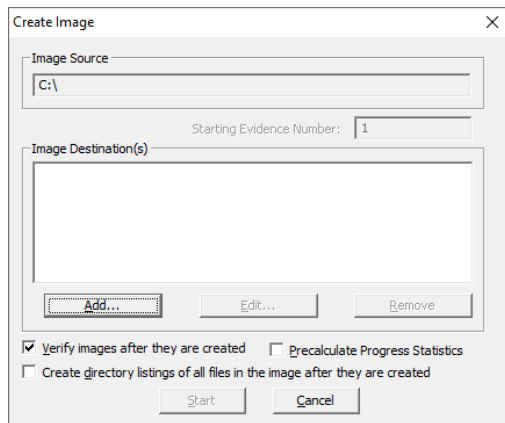 Create Image
Image Source
C:\
Starting Evidence Number: 1
Image Destination(s)
Add... Edit... Remove
Verify images after they are created Precalculate Progress Statistics
Create directory listings of all files in the image after they are created
Start Cancel